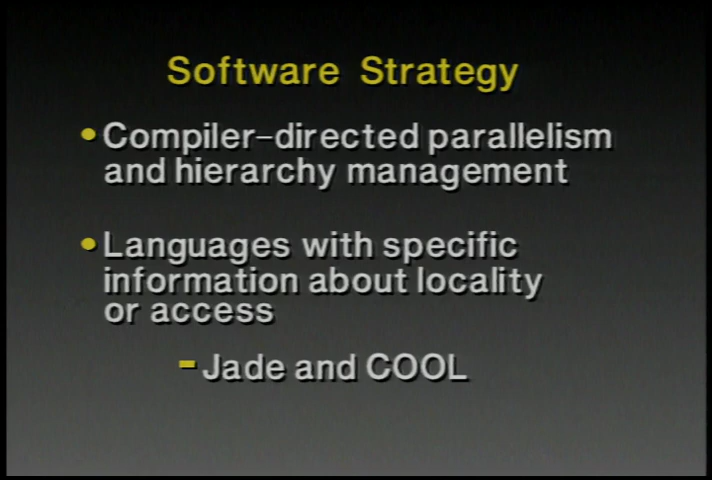 Software Strategy
• Compiler-directed parallelism
and hierarchy management
• Languages with specific
information about locality
or access
- Jade and COOL